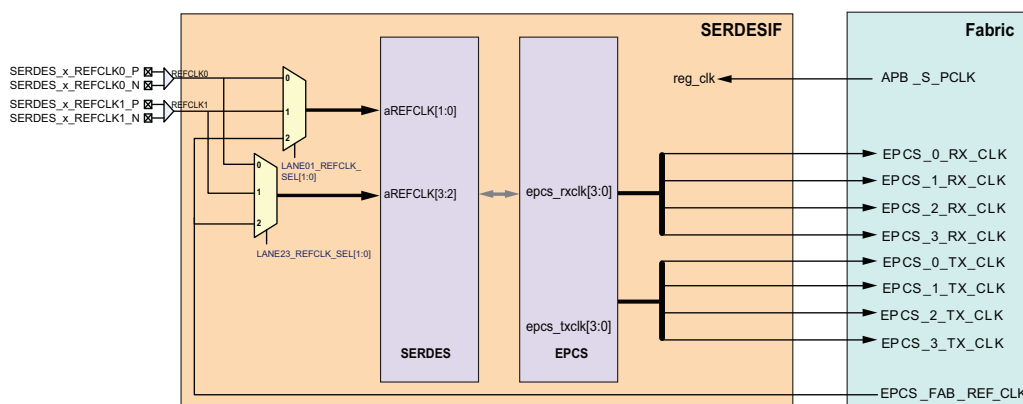 SERDESIF
Fabric
SERDES_x_REFCLK0_P
SERDES_x_REFCLK0_N
REFCLK0
SERDES_x_REFCLK1_P
SERDES_x_REFCLK1_N
REFCLK1
0
1
2
LANE01_REFCLK_
SEL[1:0]
0
1
2
LANE23_REFCLK_SEL[1:0]
aREFCLK[1:0]
aREFCLK[3:2]
SERDES
epcs_rxclk[3:0]
epcs_txclk[3:0]
EPCS
reg_clk
APB _S_PCLK
EPCS_0_RX_CLK
EPCS_1_RX_CLK
EPCS_2_RX_CLK
EPCS_3_RX_CLK
EPCS_0_TX_CLK
EPCS_1_TX_CLK
EPCS_2_TX_CLK
EPCS_3_TX_CLK
EPCS_FAB _REF_CLK